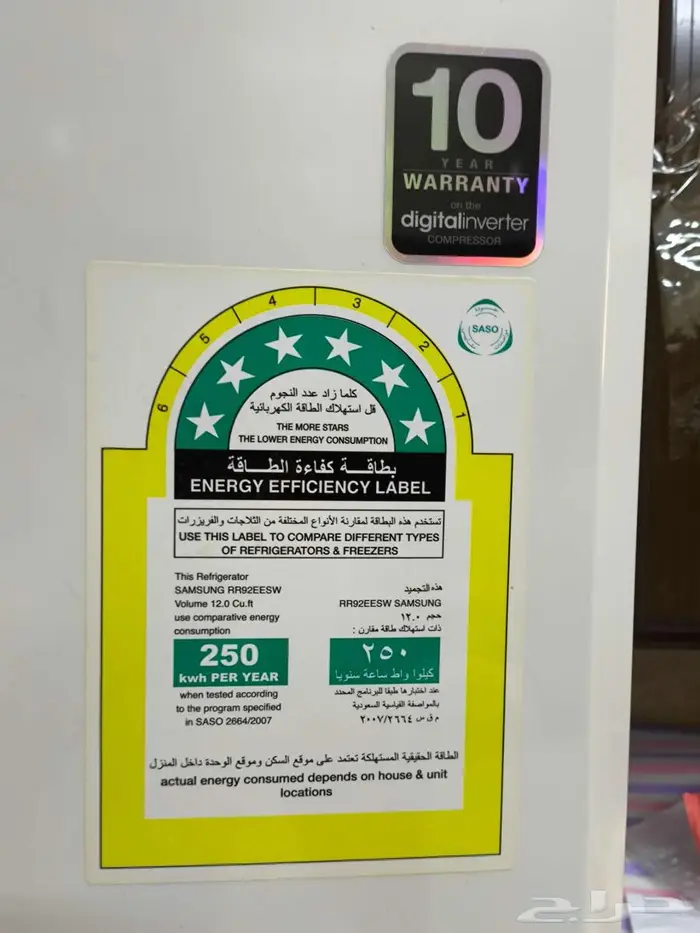 10
YEAR
WARRANTY
on the
digitalinverter
COMPRESSOR
SASO
6 5 4 3 2 1
كلما زاد عدد النجوم
قل استهلاك الطاقة الكهربائية
THE MORE STARS
THE LOWER ENERGY CONSUMPTION
بطاقة كفاءة الطاقة
ENERGY EFFICIENCY LABEL
تستخدم هذه البطاقة لمقارنة الأنواع المختلفة من الثلاجات والفريزرات
USE THIS LABEL TO COMPARE DIFFERENT TYPES
OF REFRIGERATORS & FREEZERS
This Refrigerator
SAMSUNG RR92EESW
Volume 12.0 Cu.ft
use comparative energy
consumption
250
kwh PER YEAR
when tested according
to the program specified
in SASO 2664/2007
هذه التجميد
RR92EESW SAMSUNG
حجم ١٢.٠
ذات استهلاك طاقة مقارن :
٢٥٠
كيلوا واط ساعة سنويا
عند اختبارها طبقا للبرنامج المحدد
بالمواصفة القياسية السعودية
م ق س ٢٠٠٧/٢٦٦٤
الطاقة الحقيقية المستهلكة تعتمد على موقع السكن وموقع الوحدة داخل المنزل
actual energy consumed depends on house & unit
locations
حراج